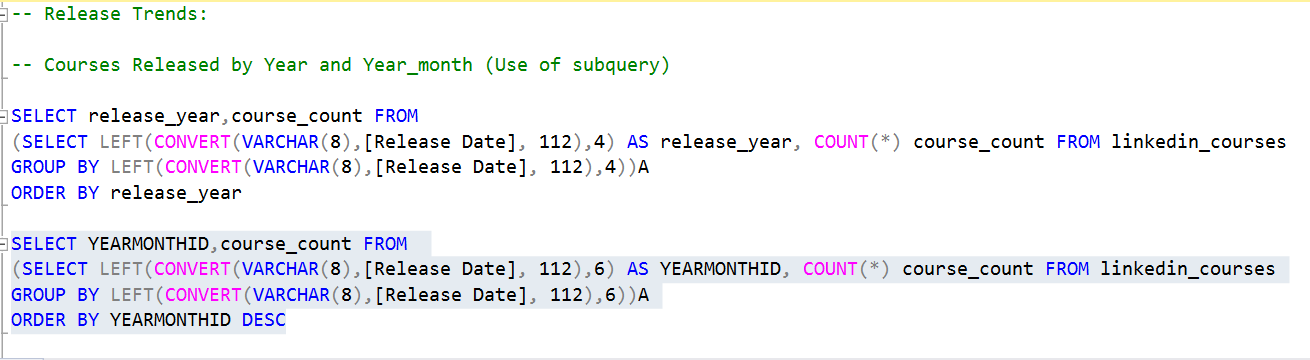 -- Release Trends:
-- Courses Released by Year and Year_month (Use of subquery)
SELECT release_year,course_count FROM
(SELECT LEFT(CONVERT(VARCHAR(8),[Release Date], 112),4) AS release_year, COUNT(*) course_count FROM linkedin_courses
GROUP BY LEFT(CONVERT(VARCHAR(8),[Release Date], 112),4))A
ORDER BY release_year
SELECT YEARMONTHID,course_count FROM
(SELECT LEFT(CONVERT(VARCHAR(8),[Release Date], 112),6) AS YEARMONTHID, COUNT(*) course_count FROM linkedin_courses
GROUP BY LEFT(CONVERT(VARCHAR(8),[Release Date], 112),6))A
ORDER BY YEARMONTHID DESC